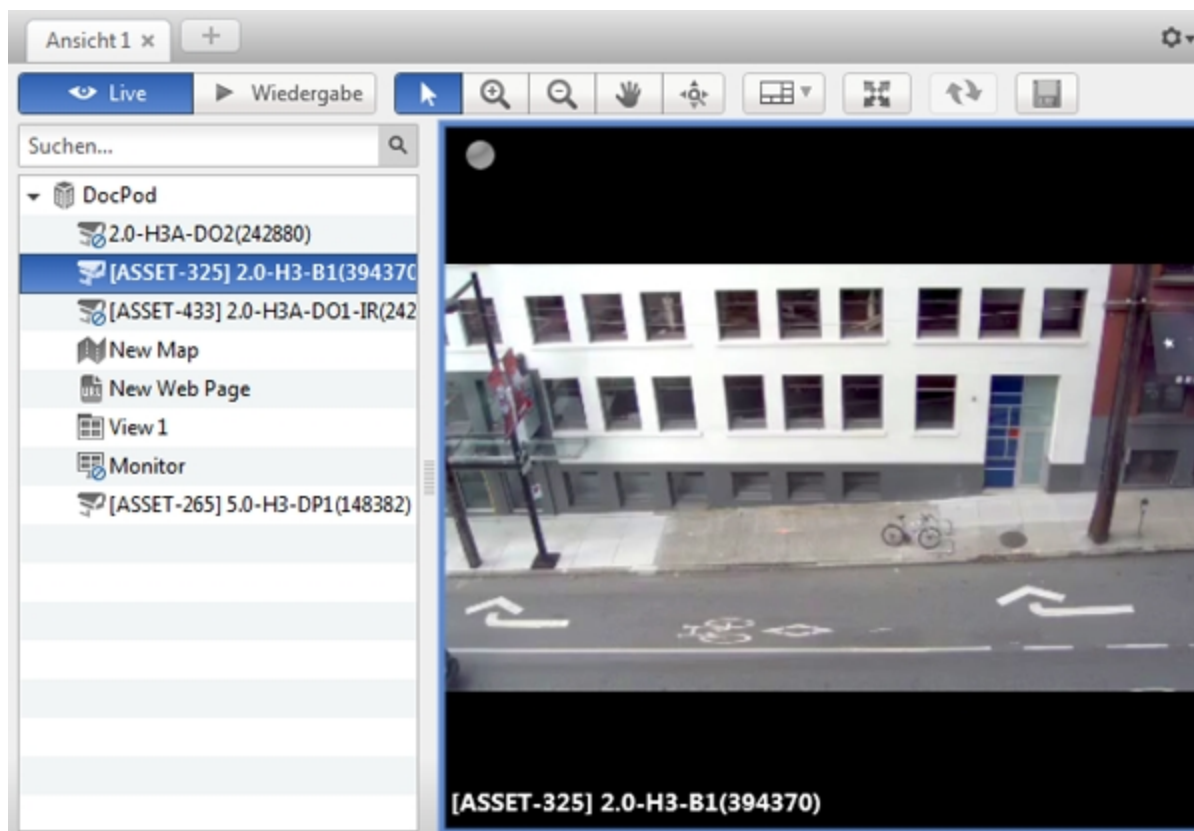 Ansicht 1
Live
Wiedergabe
Suchen...
DocPod
2.0-H3A-DO2(242880)
[ASSET-325] 2.0-H3-B1(394370
[ASSET-433] 2.0-H3A-DO1-IR(242
New Map
New Web Page
View 1
Monitor
[ASSET-265] 5.0-H3-DP1(148382)
[ASSET-325] 2.0-H3-B1(394370)